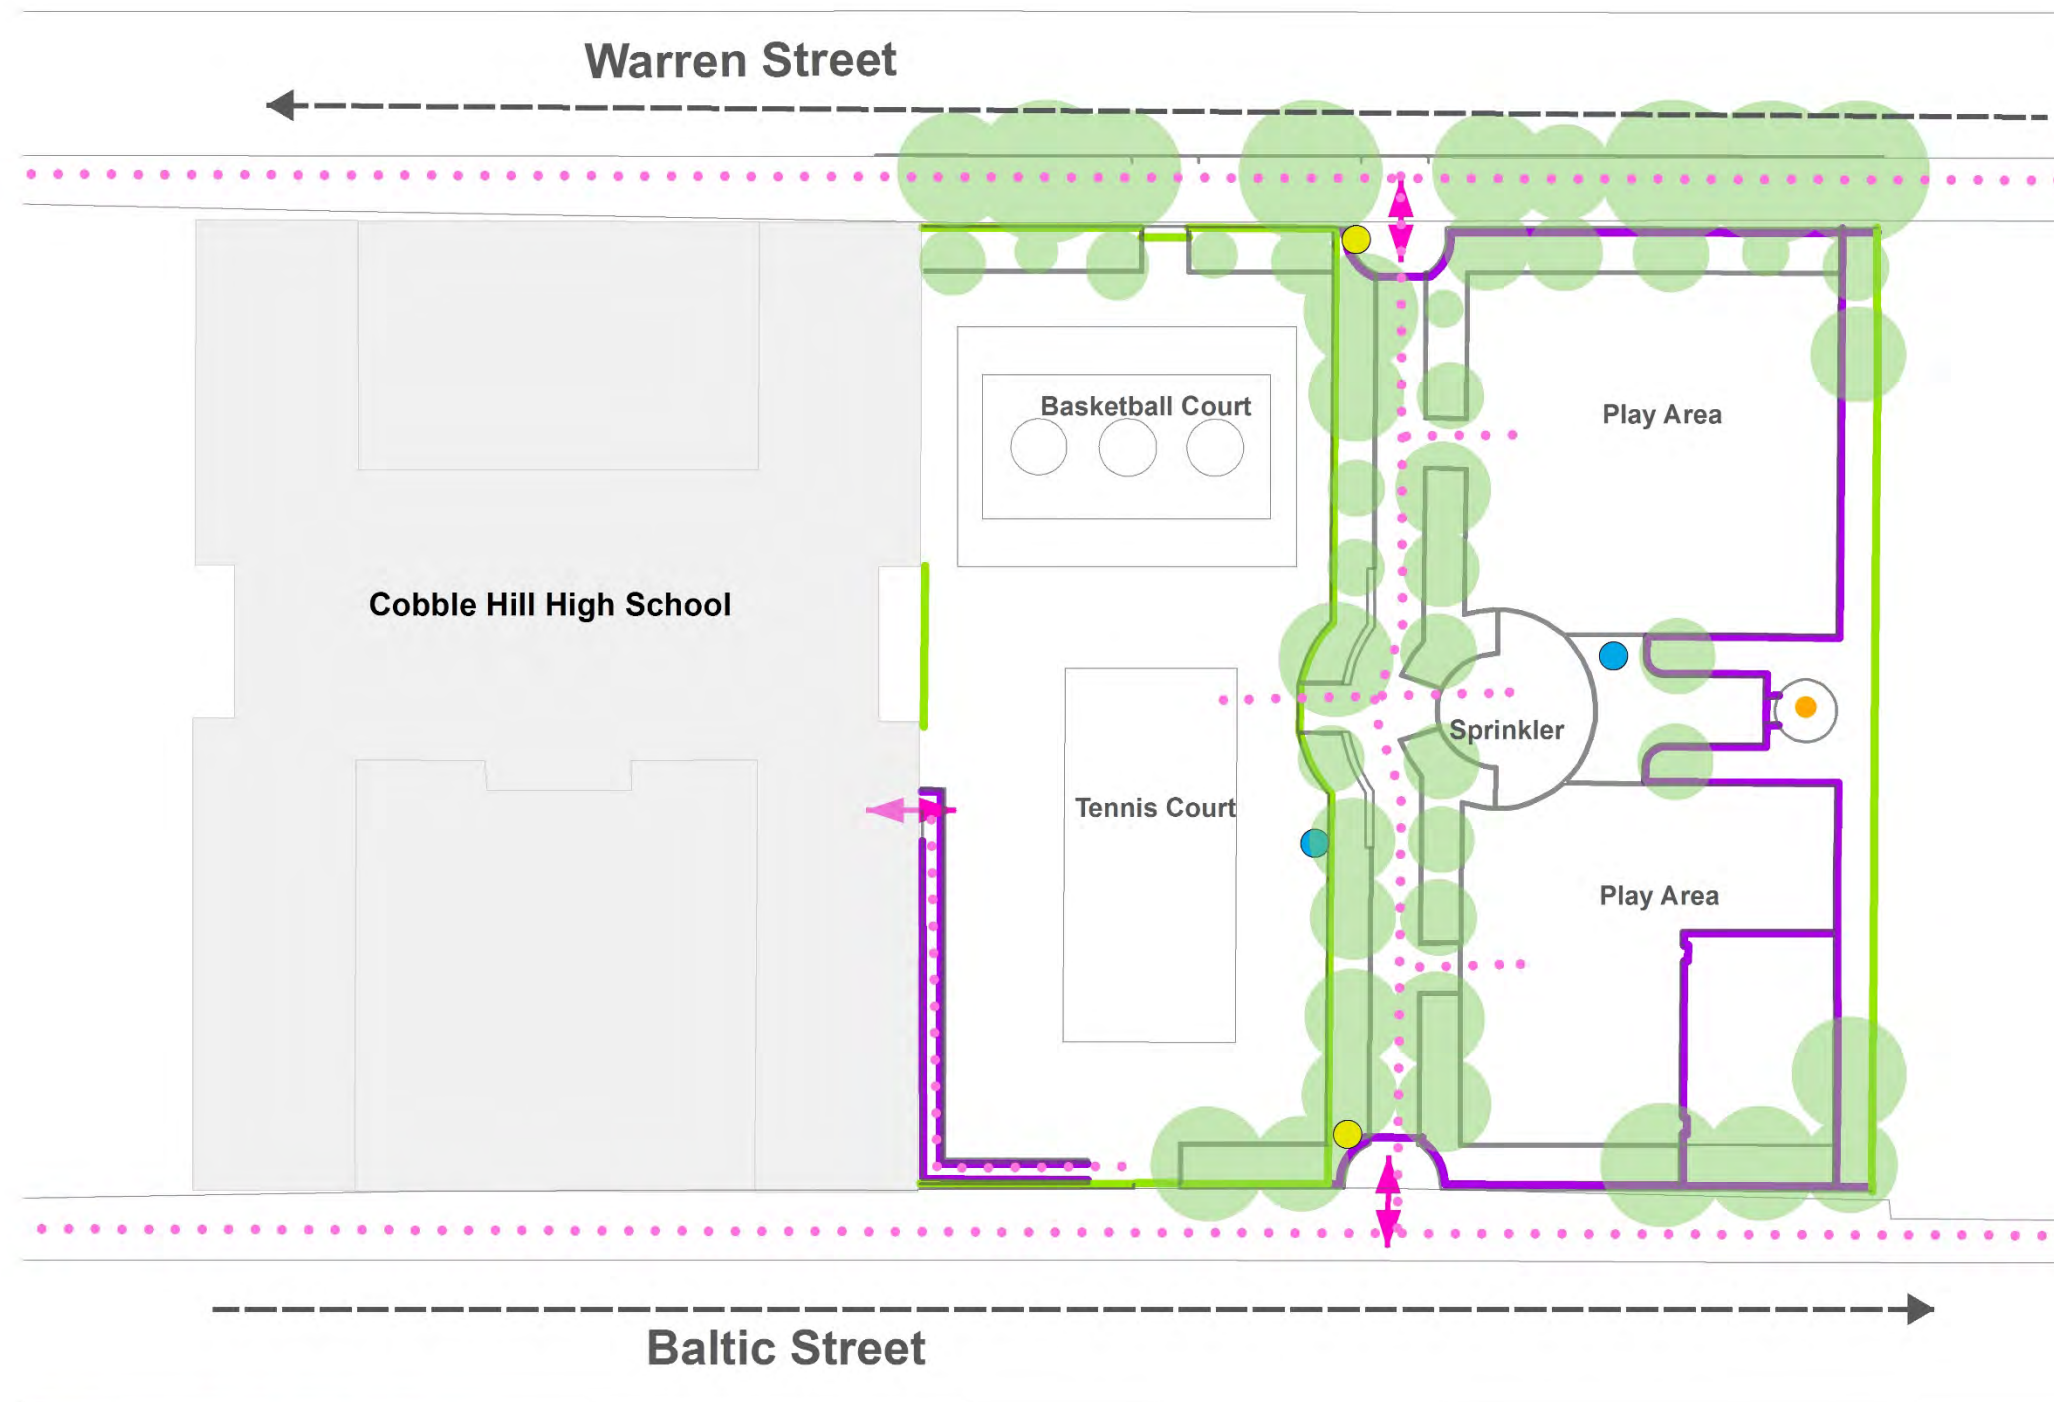 Warren Street
Basketball Court
Play Area
Cobble Hill High School
Sprinkler
Tennis Court
Play Area
Baltic Street